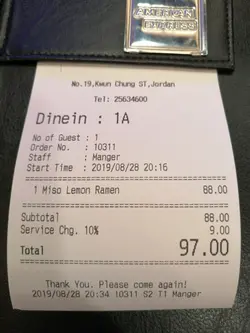 AMERICAN
EXPRESS
No.19,Kwun Chung ST,Jordan
Tel: 25634600
Dinein : 1A
No of Guest : 1
Order No. : 10311
Staff : Manger
Start Time : 2019/08/28 20:16
1 Miso Lemon Ramen 88.00
Subtotal 88.00
Service Chg. 10% 9.00
Total 97.00
Thank You. Please come again!
2019/08/28 20:34 10311 S2 T1 Manger